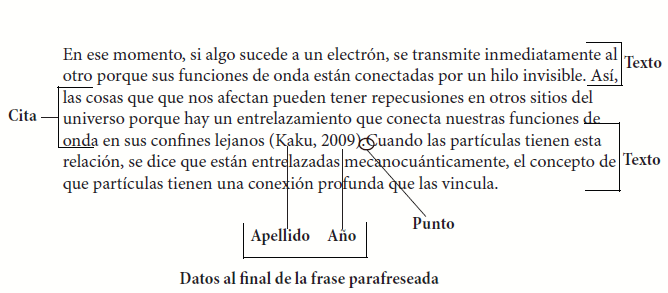 En ese momento, si algo sucede a un electrón, se transmite inmediatamente al
otro porque sus funciones de onda están conectadas por un hilo invisible. Así,
Texto
las cosas que que nos afectan pueden tener repecusiones en otros sitios del
Cita
universo porque hay un entrelazamiento que conecta nuestras funciones de
onda en sus confines lejanos (Kaku, 2009). Cuando las partículas tienen esta
relación, se dice que están entrelazadas mecanocuánticamente, el concepto de
Texto
que partículas tienen una conexión profunda que las vincula.
Apellido Año Punto
Datos al final de la frase parafreseada